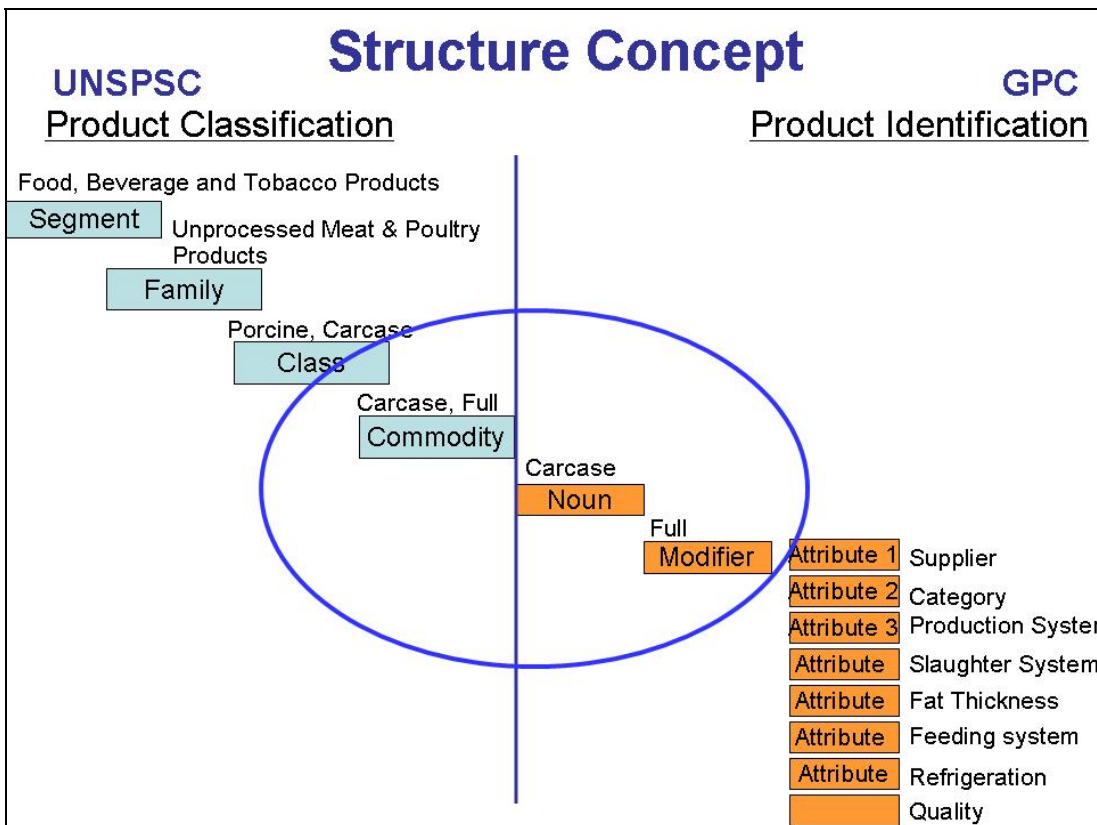 Structure Concept
UNSPSC
GPC
Product Classification
Product Identification
Food, Beverage and Tobacco Products
Segment
Unprocessed Meat & Poultry
Products
Family
Porcine, Carcase
Class
Carcase, Full
Commodity
Carcase
Noun
Full
Modifier
Attribute 1
Supplier
Attribute 2
Category
Attribute 3
Production System
Attribute
Slaughter System
Attribute
Fat Thickness
Attribute
Feeding system
Attribute
Refrigeration
Quality